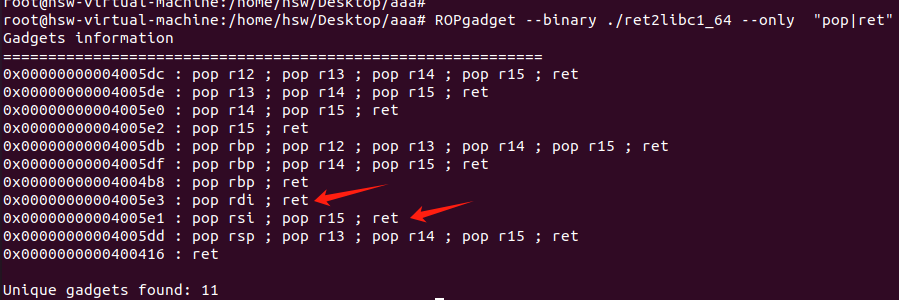 root@hsw-virtual-machine:/home/hsw/Desktop/aaa#
root@hsw-virtual-machine:/home/hsw/Desktop/aaa# ROPgadget --binary ./ret2libc1_64 --only  "pop|ret"
Gadgets information
============================================================
0x00000000004005dc : pop r12 ; pop r13 ; pop r14 ; pop r15 ; ret
0x00000000004005de : pop r13 ; pop r14 ; pop r15 ; ret
0x00000000004005e0 : pop r14 ; pop r15 ; ret
0x00000000004005e2 : pop r15 ; ret
0x00000000004005db : pop rbp ; pop r12 ; pop r13 ; pop r14 ; pop r15 ; ret
0x00000000004005df : pop rbp ; pop r14 ; pop r15 ; ret
0x00000000004004b8 : pop rbp ; ret
0x00000000004005e3 : pop rdi ; ret
0x00000000004005e1 : pop rsi ; pop r15 ; ret
0x00000000004005dd : pop rsp ; pop r13 ; pop r14 ; pop r15 ; ret
0x0000000000400416 : ret
Unique gadgets found: 11